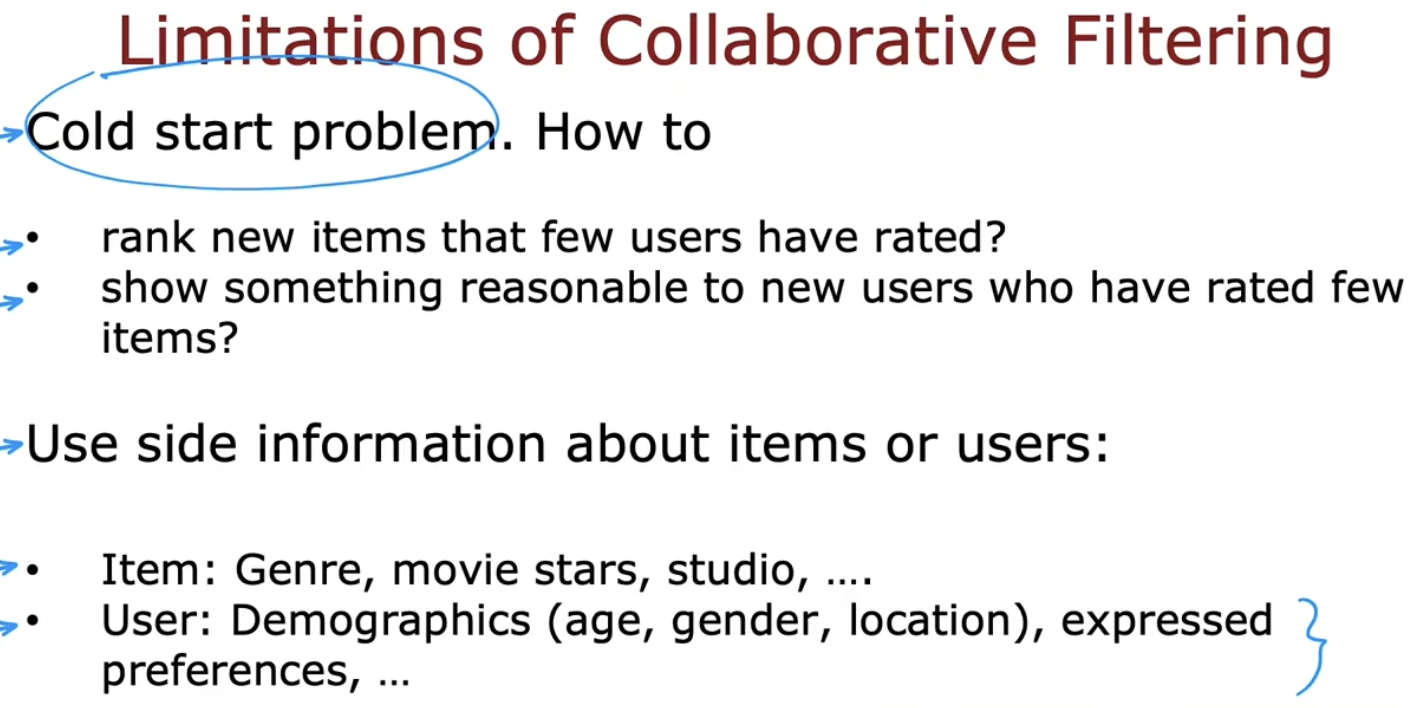 Limitations of Collaborative Filtering
Cold start problem. How to
• rank new items that few users have rated?
• show something reasonable to new users who have rated few
items?
Use side information about items or users:
• Item: Genre, movie stars, studio, ....
• User: Demographics (age, gender, location), expressed
preferences, ...